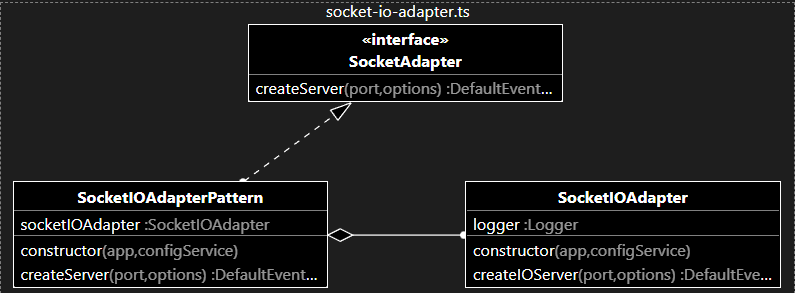 socket-io-adapter.ts
«interface»
SocketAdapter
createServer(port,options) :DefaultEvent...
SocketIOAdapterPattern
socketIOAdapter :SocketIOAdapter
constructor(app,configService)
createServer(port,options) :DefaultEvent...
SocketIOAdapter
logger :Logger
constructor(app,configService)
createIOServer(port,options) :DefaultEve...